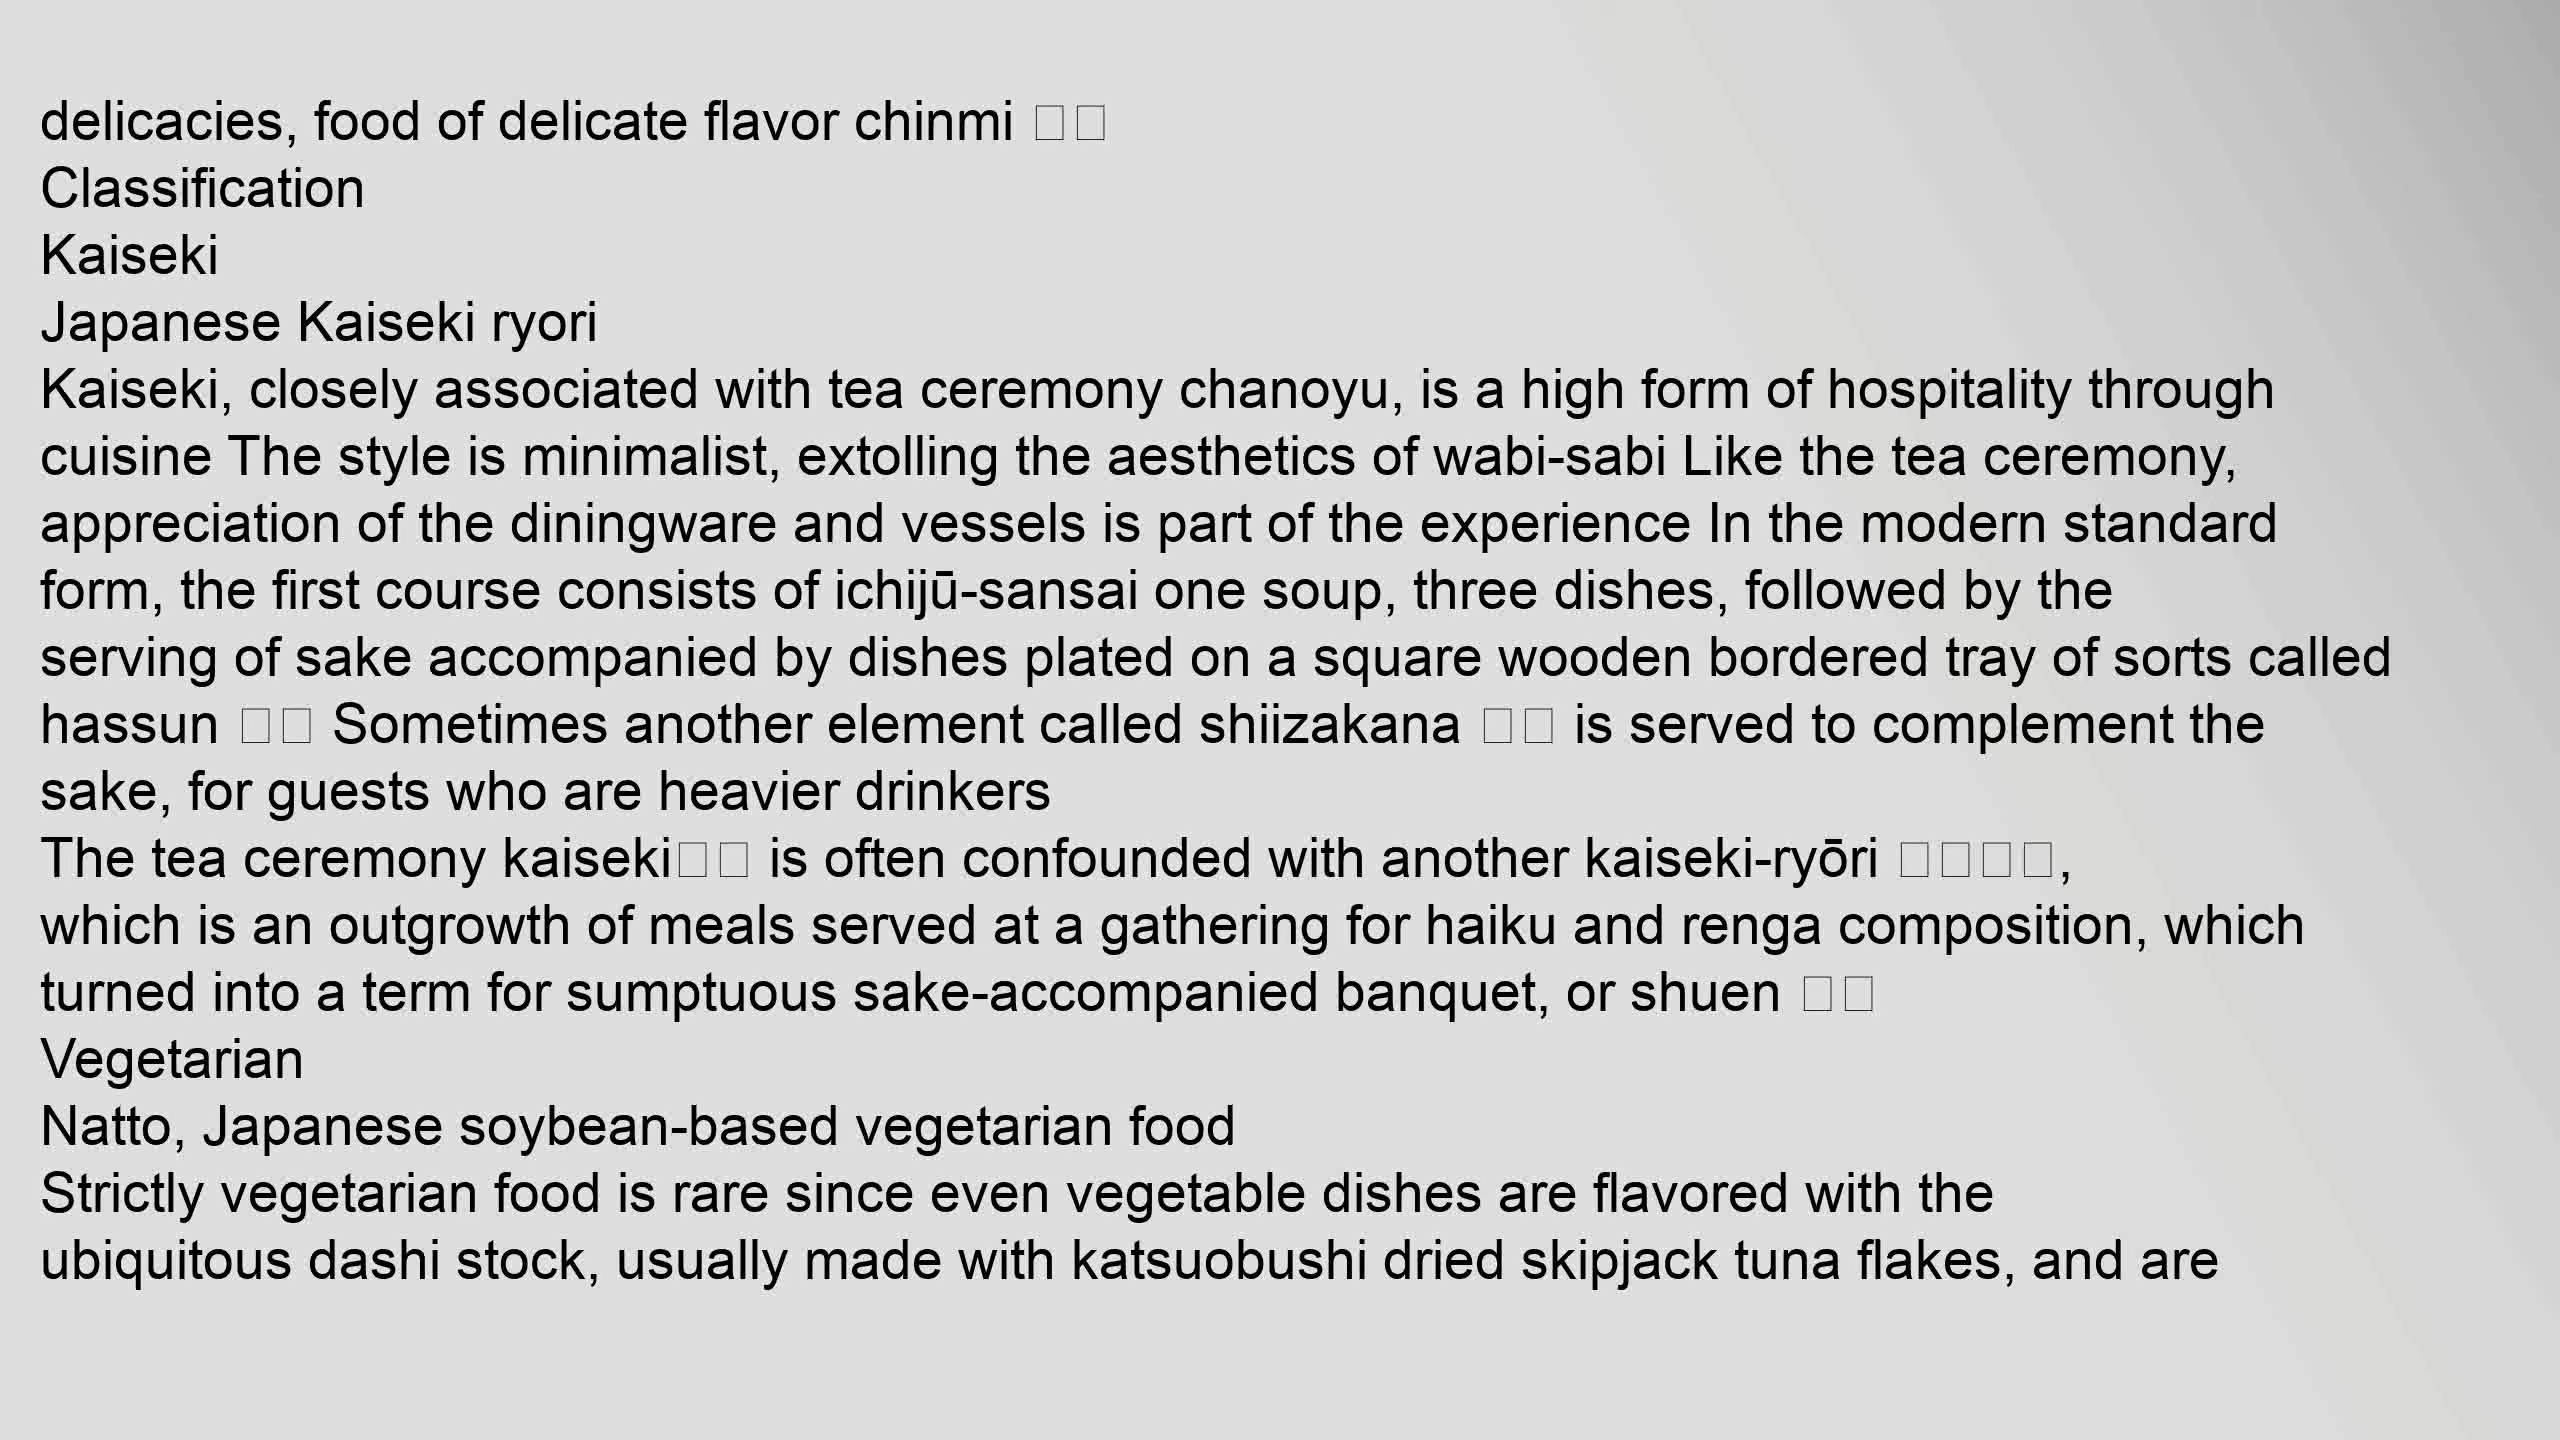 delicacies, food of delicate flavor chinmi □□
Classification
Kaiseki
Japanese Kaiseki ryori
Kaiseki, closely associated with tea ceremony chanoyu, is a high form of hospitality through
cuisine The style is minimalist, extolling the aesthetics of wabi-sabi Like the tea ceremony,
appreciation of the diningware and vessels is part of the experience In the modern standard
form, the first course consists of ichijū-sansai one soup, three dishes, followed by the
serving of sake accompanied by dishes plated on a square wooden bordered tray of sorts called
hassun □□ Sometimes another element called shiizakana □□ is served to complement the
sake, for guests who are heavier drinkers
The tea ceremony kaiseki□□ is often confounded with another kaiseki-ryōri □□□□,
which is an outgrowth of meals served at a gathering for haiku and renga composition, which
turned into a term for sumptuous sake-accompanied banquet, or shuen □□
Vegetarian
Natto, Japanese soybean-based vegetarian food
Strictly vegetarian food is rare since even vegetable dishes are flavored with the
ubiquitous dashi stock, usually made with katsuobushi dried skipjack tuna flakes, and are